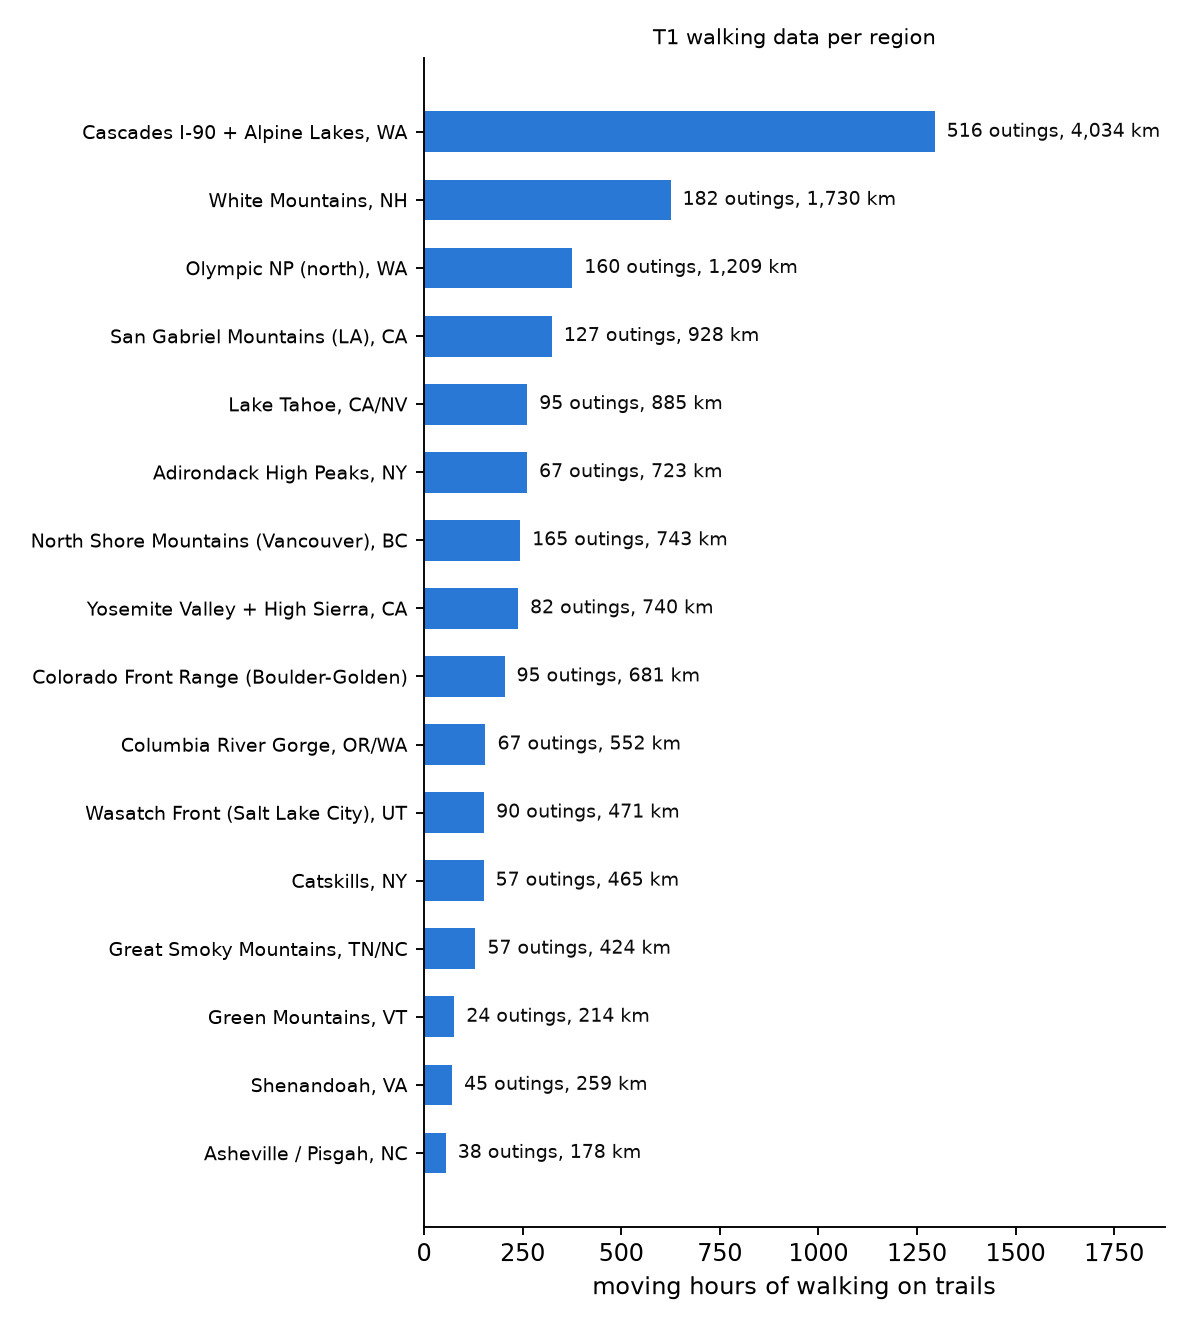 T1 walking data per region
Cascades I-90 + Alpine Lakes, WA 516 outings, 4,034 km
White Mountains, NH 182 outings, 1,730 km
Olympic NP (north), WA 160 outings, 1,209 km
San Gabriel Mountains (LA), CA 127 outings, 928 km
Lake Tahoe, CA/NV 95 outings, 885 km
Adirondack High Peaks, NY 67 outings, 723 km
North Shore Mountains (Vancouver), BC 165 outings, 743 km
Yosemite Valley + High Sierra, CA 82 outings, 740 km
Colorado Front Range (Boulder-Golden) 95 outings, 681 km
Columbia River Gorge, OR/WA 67 outings, 552 km
Wasatch Front (Salt Lake City), UT 90 outings, 471 km
Catskills, NY 57 outings, 465 km
Great Smoky Mountains, TN/NC 57 outings, 424 km
Green Mountains, VT 24 outings, 214 km
Shenandoah, VA 45 outings, 259 km
Asheville / Pisgah, NC 38 outings, 178 km
0 250 500 750 1000 1250 1500 1750
moving hours of walking on trails